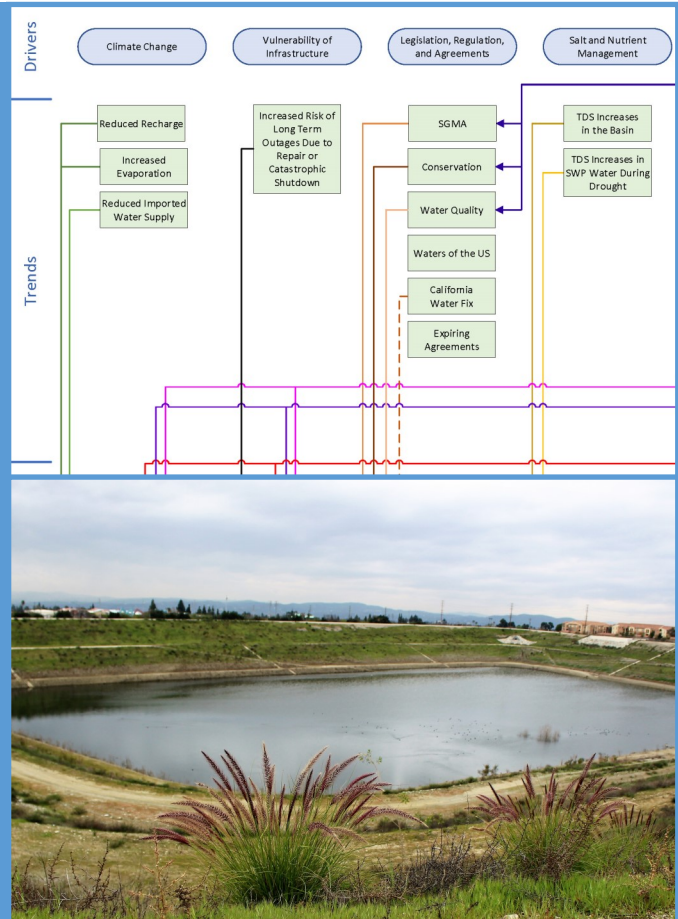 Drivers
Climate Change
Vulnerability of
Infrastructure
Legislation, Regulation,
and Agreements
Salt and Nutrient
Management
Trends
Reduced Recharge
Increased
Evaporation
Reduced Imported
Water Supply
Increased Risk of
Long Term
Outages Due to
Repair or
Catastrophic
Shutdown
SGMA
Conservation
Water Quality
Waters of the US
California
Water Fix
Expiring
Agreements
TDS Increases
in the Basin
TDS Increases in
SWP Water During
Drought